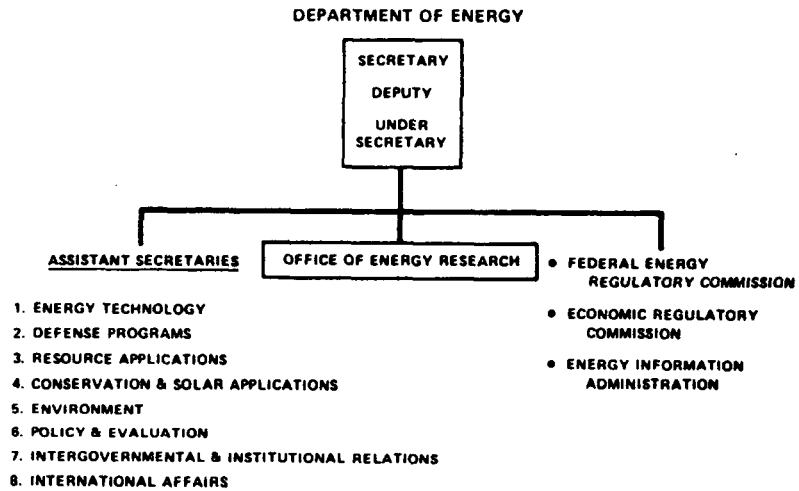 DEPARTMENT OF ENERGY
SECRETARY
DEPUTY
UNDER
SECRETARY
ASSISTANT SECRETARIES
1. ENERGY TECHNOLOGY
2. DEFENSE PROGRAMS
3. RESOURCE APPLICATIONS
4. CONSERVATION & SOLAR APPLICATIONS
5. ENVIRONMENT
6. POLICY & EVALUATION
7. INTERGOVERNMENTAL & INSTITUTIONAL RELATIONS
8. INTERNATIONAL AFFAIRS
OFFICE OF ENERGY RESEARCH
• FEDERAL ENERGY
REGULATORY COMMISSION
• ECONOMIC REGULATORY
COMMISSION
• ENERGY INFORMATION
ADMINISTRATION